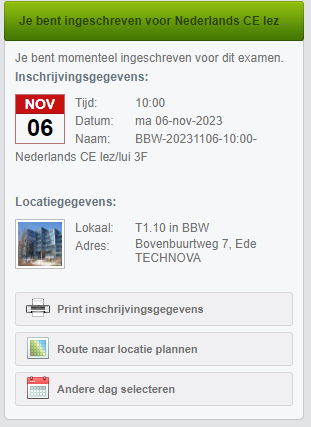 Je bent ingeschreven voor Nederlands CE lez
Je bent momenteel ingeschreven voor dit examen.
Inschrijvingsgegevens:
NOV
06
Tijd: 10:00
Datum: ma 06-nov-2023
Naam: BBW-20231106-10:00-
Nederlands CE lez/lui 3F
Locatiegegevens:
Lokaal: T1.10 in BBW
Adres: Bovenbuurtweg 7, Ede
TECHNOVA
Print inschrijvingsgegevens
Route naar locatie plannen
Andere dag selecteren